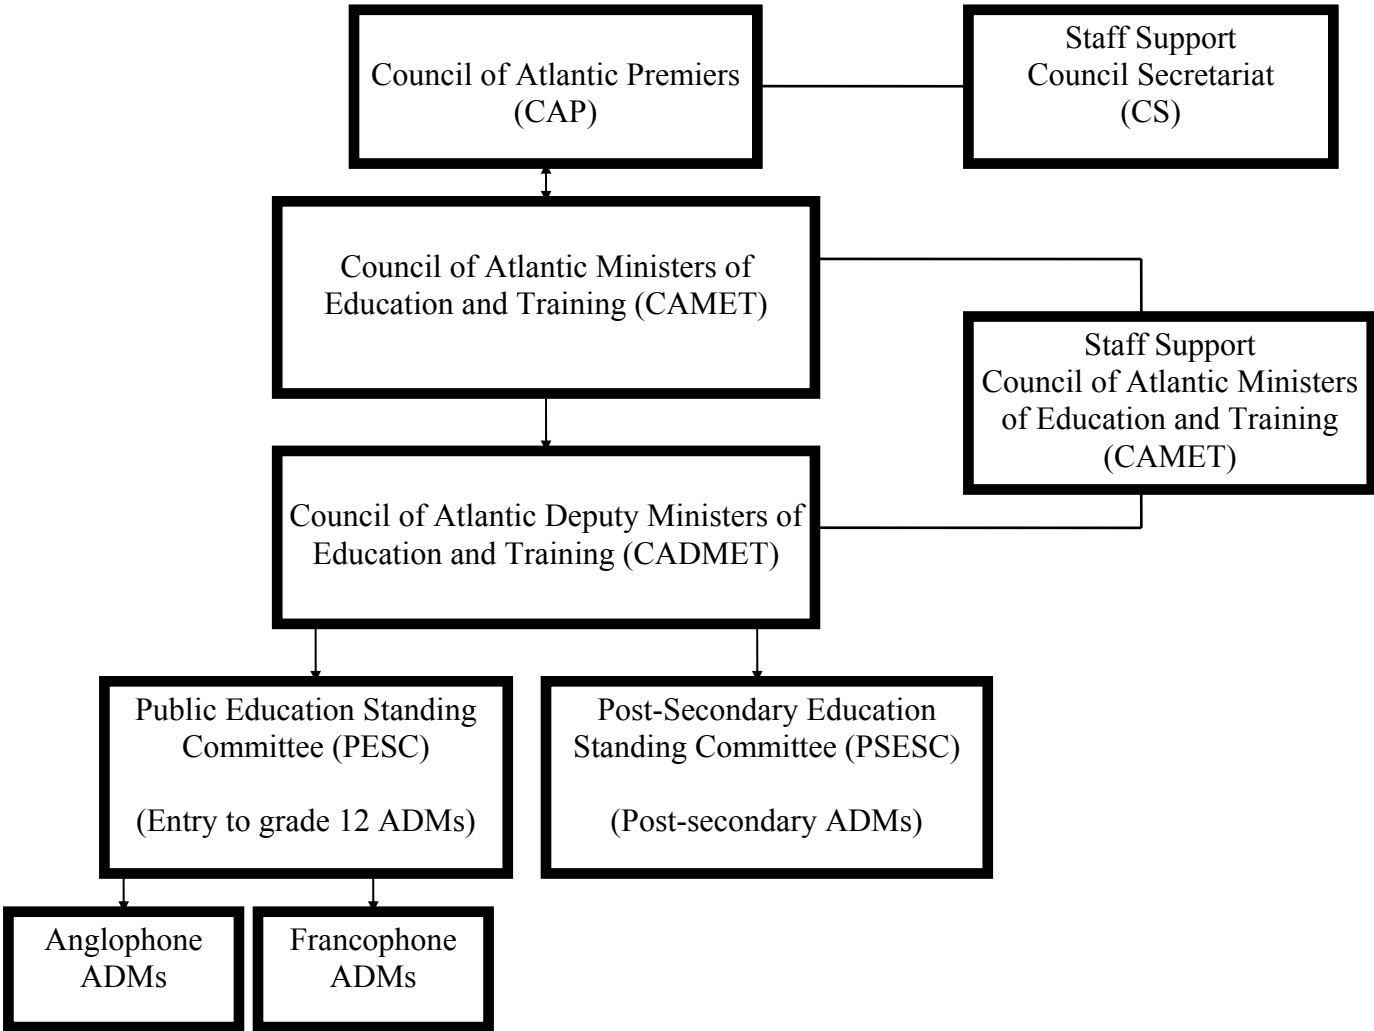 Council of Atlantic Premiers
(CAP)
Staff Support
Council Secretariat
(CS)
Council of Atlantic Ministers of
Education and Training (CAMET)
Staff Support
Council of Atlantic Ministers
of Education and Training
(CAMET)
Council of Atlantic Deputy Ministers of
Education and Training (CADMET)
Public Education Standing
Committee (PESC)
(Entry to grade 12 ADMs)
Post-Secondary Education
Standing Committee (PSESC)
(Post-secondary ADMs)
Anglophone
ADMs
Francophone
ADMs